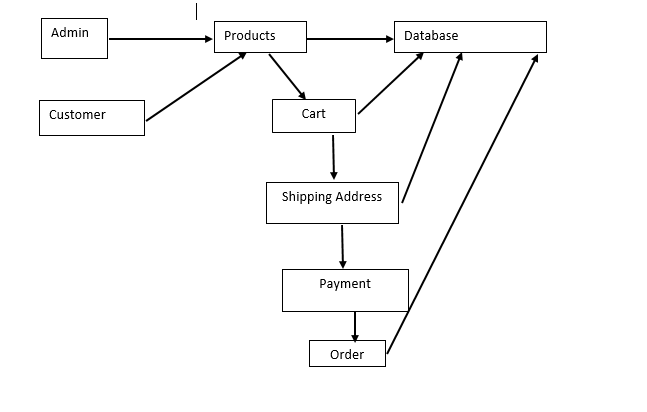 Admin
Products
Database
Customer
Cart
Shipping Address
Payment
Order